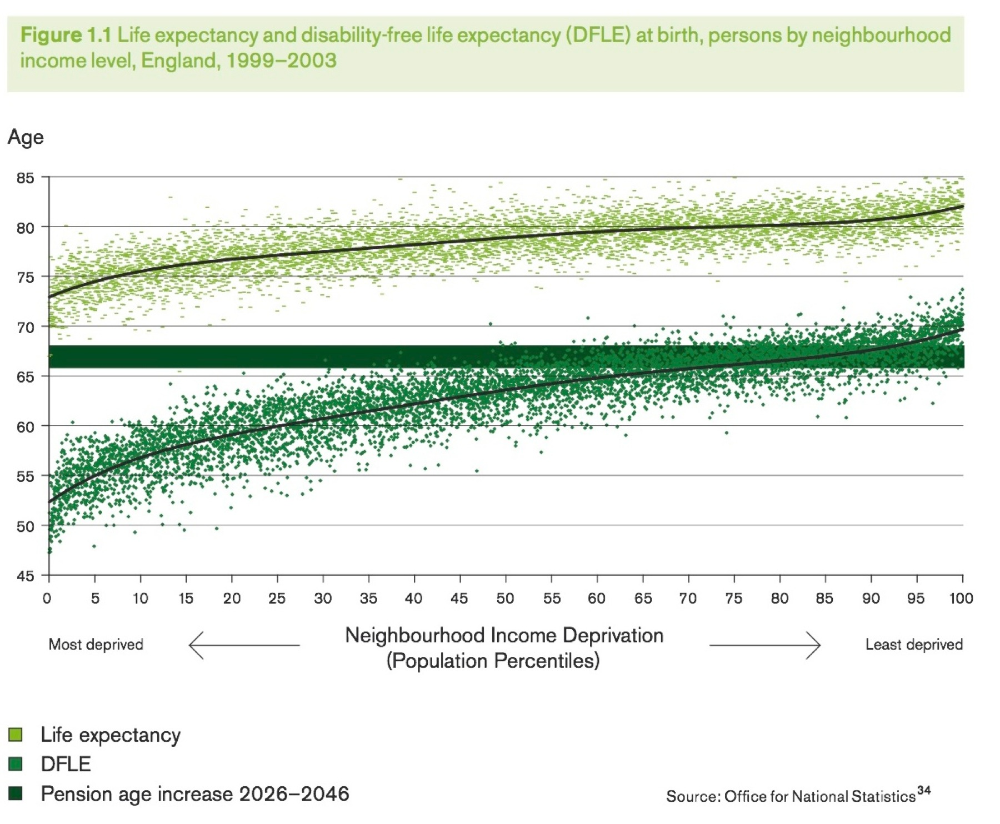 Figure 1.1 Life expectancy and disability-free life expectancy (DFLE) at birth, persons by neighbourhood
income level, England, 1999–2003
Age
85
80
75
70
65
60
55
50
45
0 5 10 15 20 25 30 35 40 45 50 55 60 65 70 75 80 85 90 95 100
Most deprived
Neighbourhood Income Deprivation
(Population Percentiles)
Least deprived
Life expectancy
DFLE
Pension age increase 2026–2046
Source: Office for National Statistics34